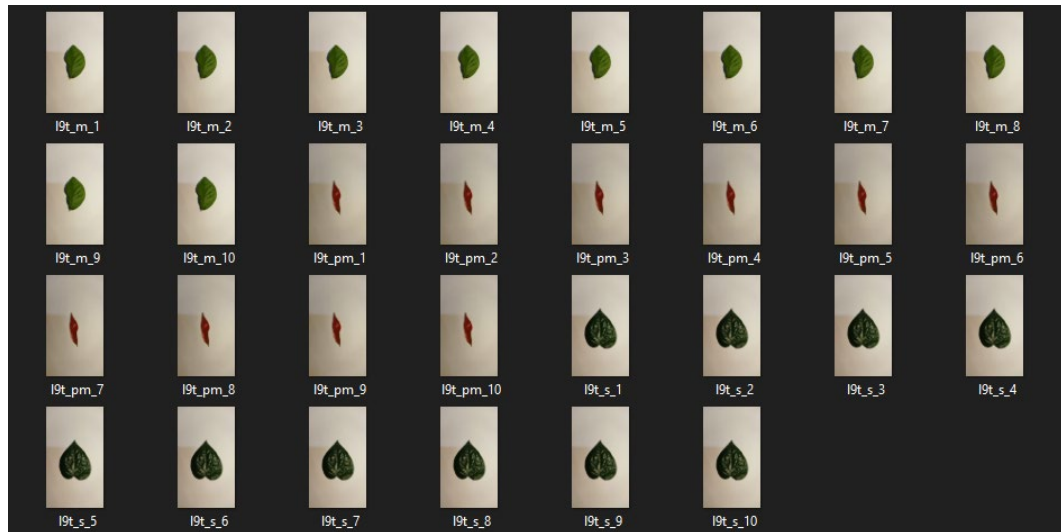 l9t_m_1 l9t_m_2 l9t_m_3 l9t_m_4 l9t_m_5 l9t_m_6 l9t_m_7 l9t_m_8
l9t_m_9 l9t_m_10 l9t_pm_1 l9t_pm_2 l9t_pm_3 l9t_pm_4 l9t_pm_5 l9t_pm_6
l9t_pm_7 l9t_pm_8 l9t_pm_9 l9t_pm_10 l9t_s_1 l9t_s_2 l9t_s_3 l9t_s_4
l9t_s_5 l9t_s_6 l9t_s_7 l9t_s_8 l9t_s_9 l9t_s_10